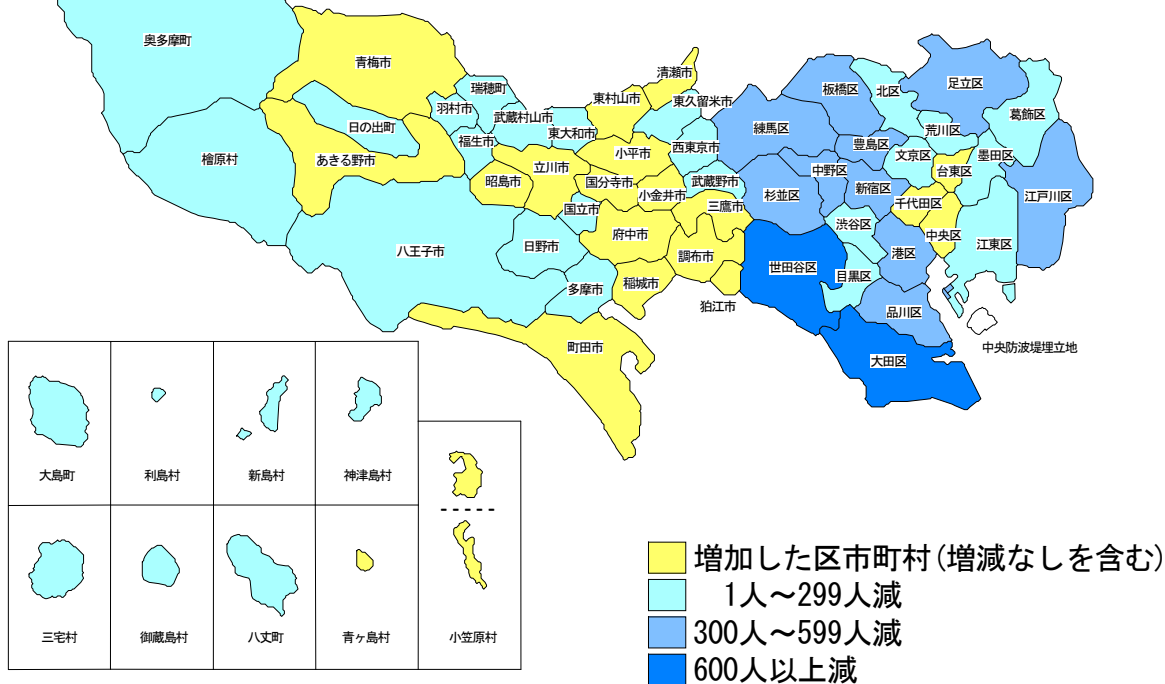 奥多摩町
青梅市
瑞穂町
羽村市
武蔵村山市
東村山市
清瀬市
東久留米市
東大和市
日の出町
福生市
檜原村
あきる野市
昭島市
立川市
小平市
西東京市
国分寺市
小金井市
武蔵野市
三鷹市
国立市
八王子市
日野市
府中市
調布市
多摩市
稲城市
狛江市
町田市
板橋区
北区
足立区
葛飾区
練馬区
豊島区
荒川区
文京区
台東区
墨田区
中野区
杉並区
新宿区
千代田区
江戸川区
渋谷区
中央区
江東区
港区
世田谷区
目黒区
品川区
大田区
中央防波堤埋立地
大島町
利島村
新島村
神津島村
三宅村
御蔵島村
八丈町
青ヶ島村
小笠原村
増加した区市町村(増減なしを含む)
1人～299人減
300人～599人減
600人以上減